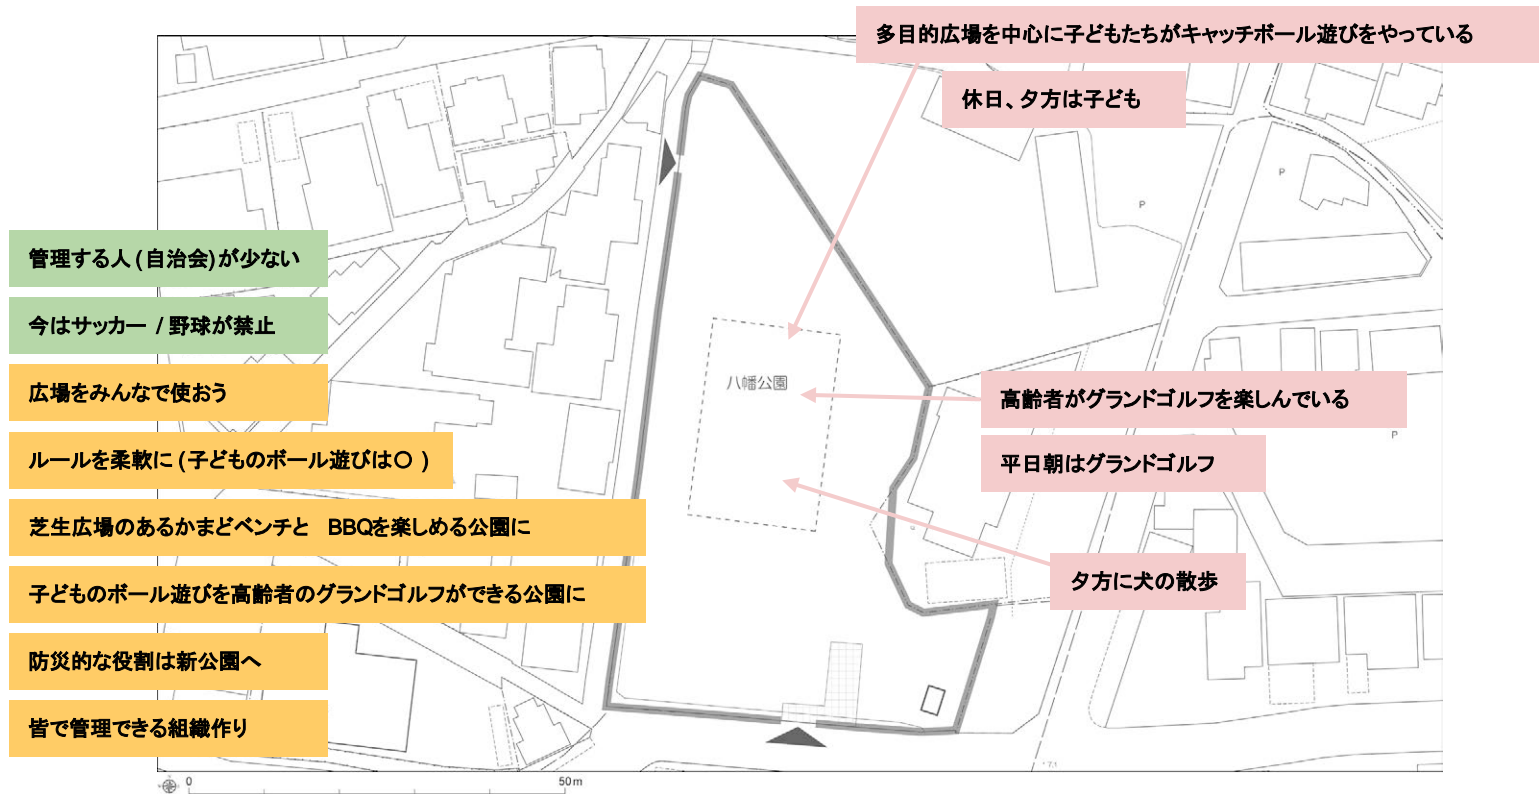 多目的広場を中心に子どもたちがキャッチボール遊びをやっている
休日、夕方は子ども
管理する人(自治会)が少ない
今はサッカー / 野球が禁止
広場をみんなで使おう
ルールを柔軟に(子どものボール遊びは〇 )
芝生広場のあるかまどベンチと BBQを楽しめる公園に
子どものボール遊びを高齢者のグランドゴルフができる公園に
防災的な役割は新公園へ
皆で管理できる組織作り
八幡公園
高齢者がグランドゴルフを楽しんでいる
平日朝はグランドゴルフ
夕方に犬の散歩
P
P
P
0
50m